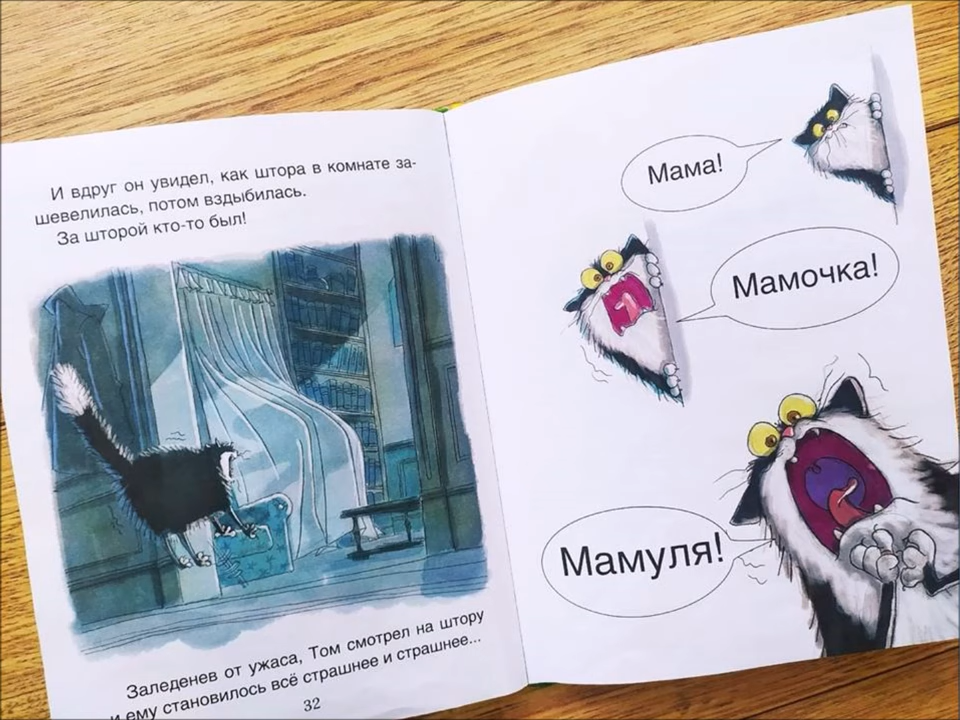 И вдруг он увидел, как штора в комнате за-
шевелилась, потом вздыбилась.
За шторой кто-то был!
Заледенев от ужаса, Том смотрел на штору
и ему становилось всё страшнее и страшнее...
32
Мама!
Мамочка!
Мамуля!